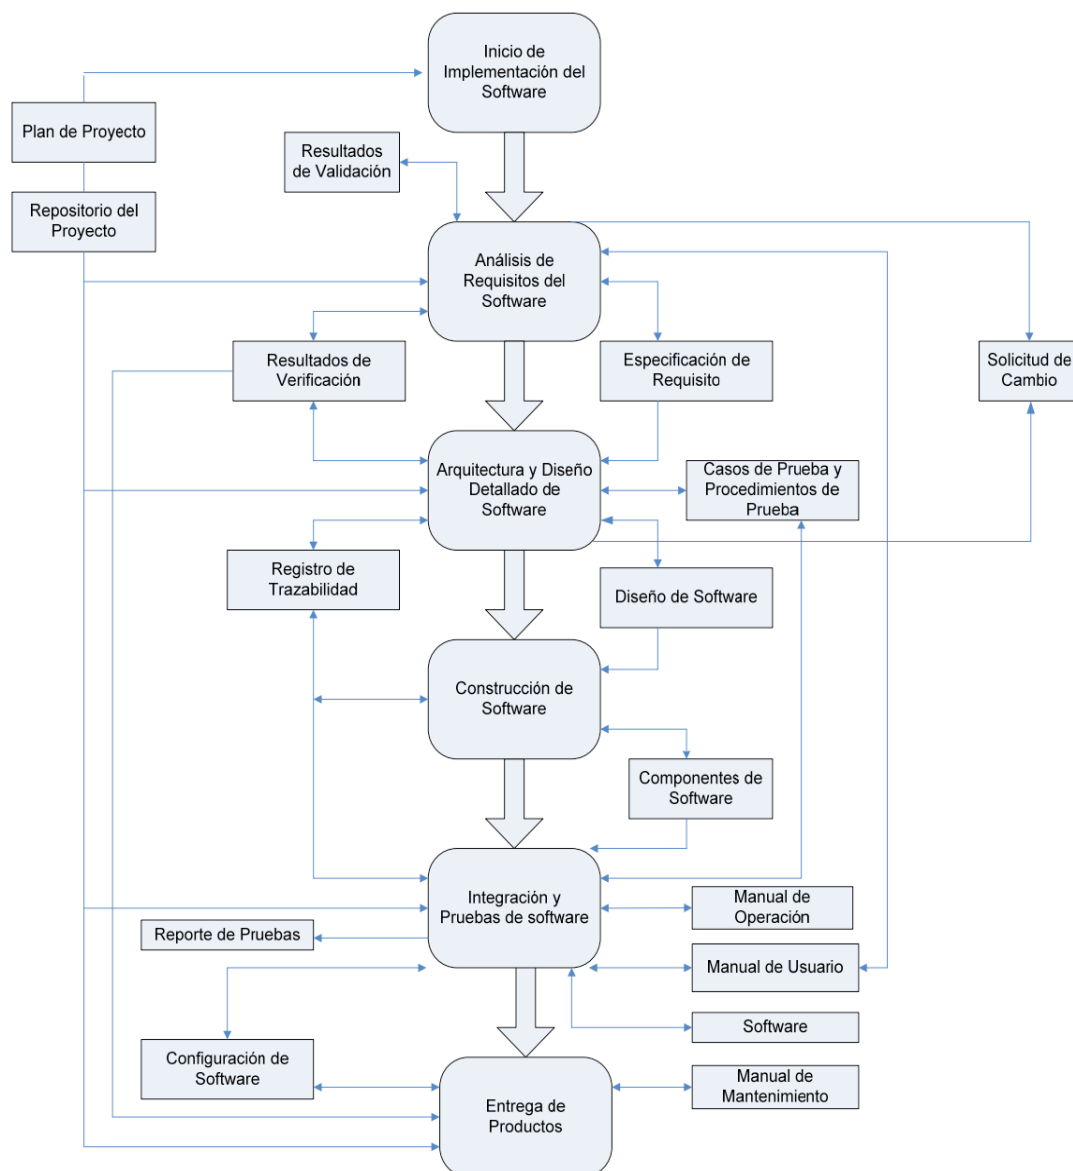 Inicio de
Implementación del
Software
Plan de Proyecto
Resultados
de Validación
Repositorio del
Proyecto
Análisis de
Requisitos del
Software
Resultados de
Verificación
Especificación de
Requisito
Solicitud de
Cambio
Arquitectura y Diseño
Detallado de
Software
Casos de Prueba y
Procedimientos de
Prueba
Registro de
Trazabilidad
Diseño de Software
Construcción de
Software
Componentes de
Software
Integración y
Pruebas de software
Manual de
Operación
Reporte de Pruebas
Manual de Usuario
Software
Configuración de
Software
Entrega de
Productos
Manual de
Mantenimiento